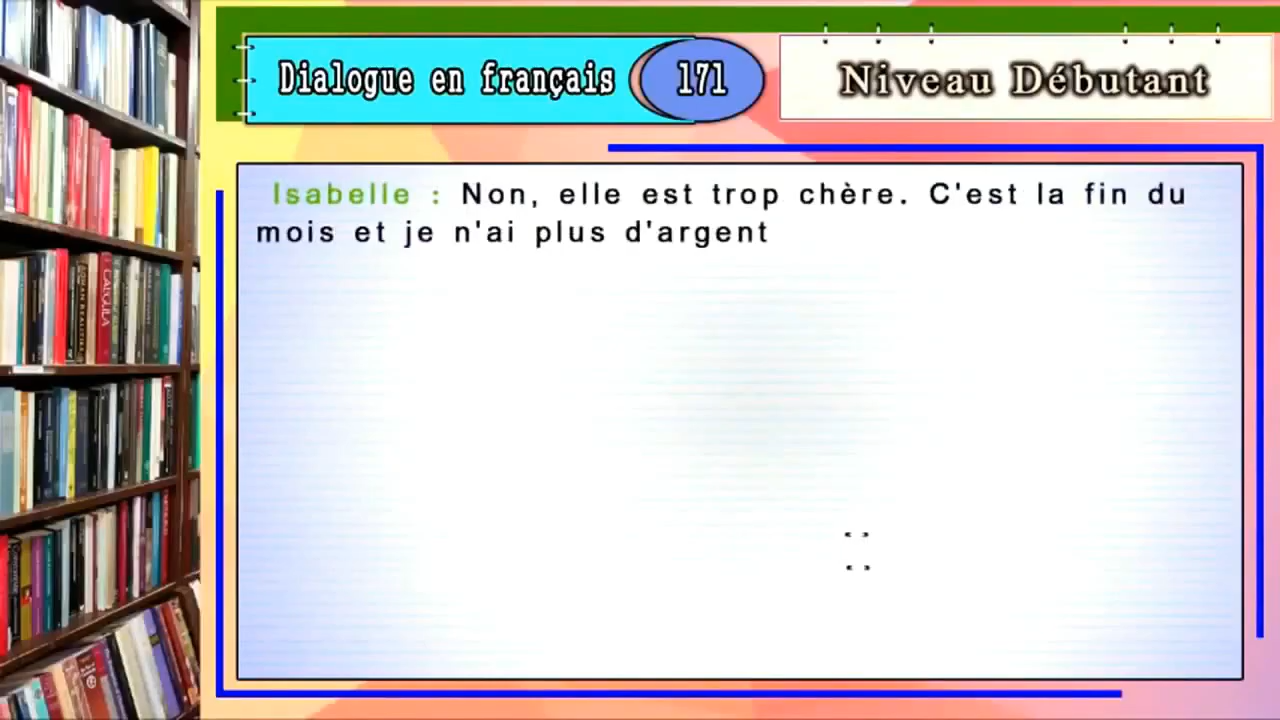 Dialogue en français 171
Niveau Débutant
Isabelle : Non, elle est trop chère. C'est la fin du
mois et je n'ai plus d'argent
CALIGULA